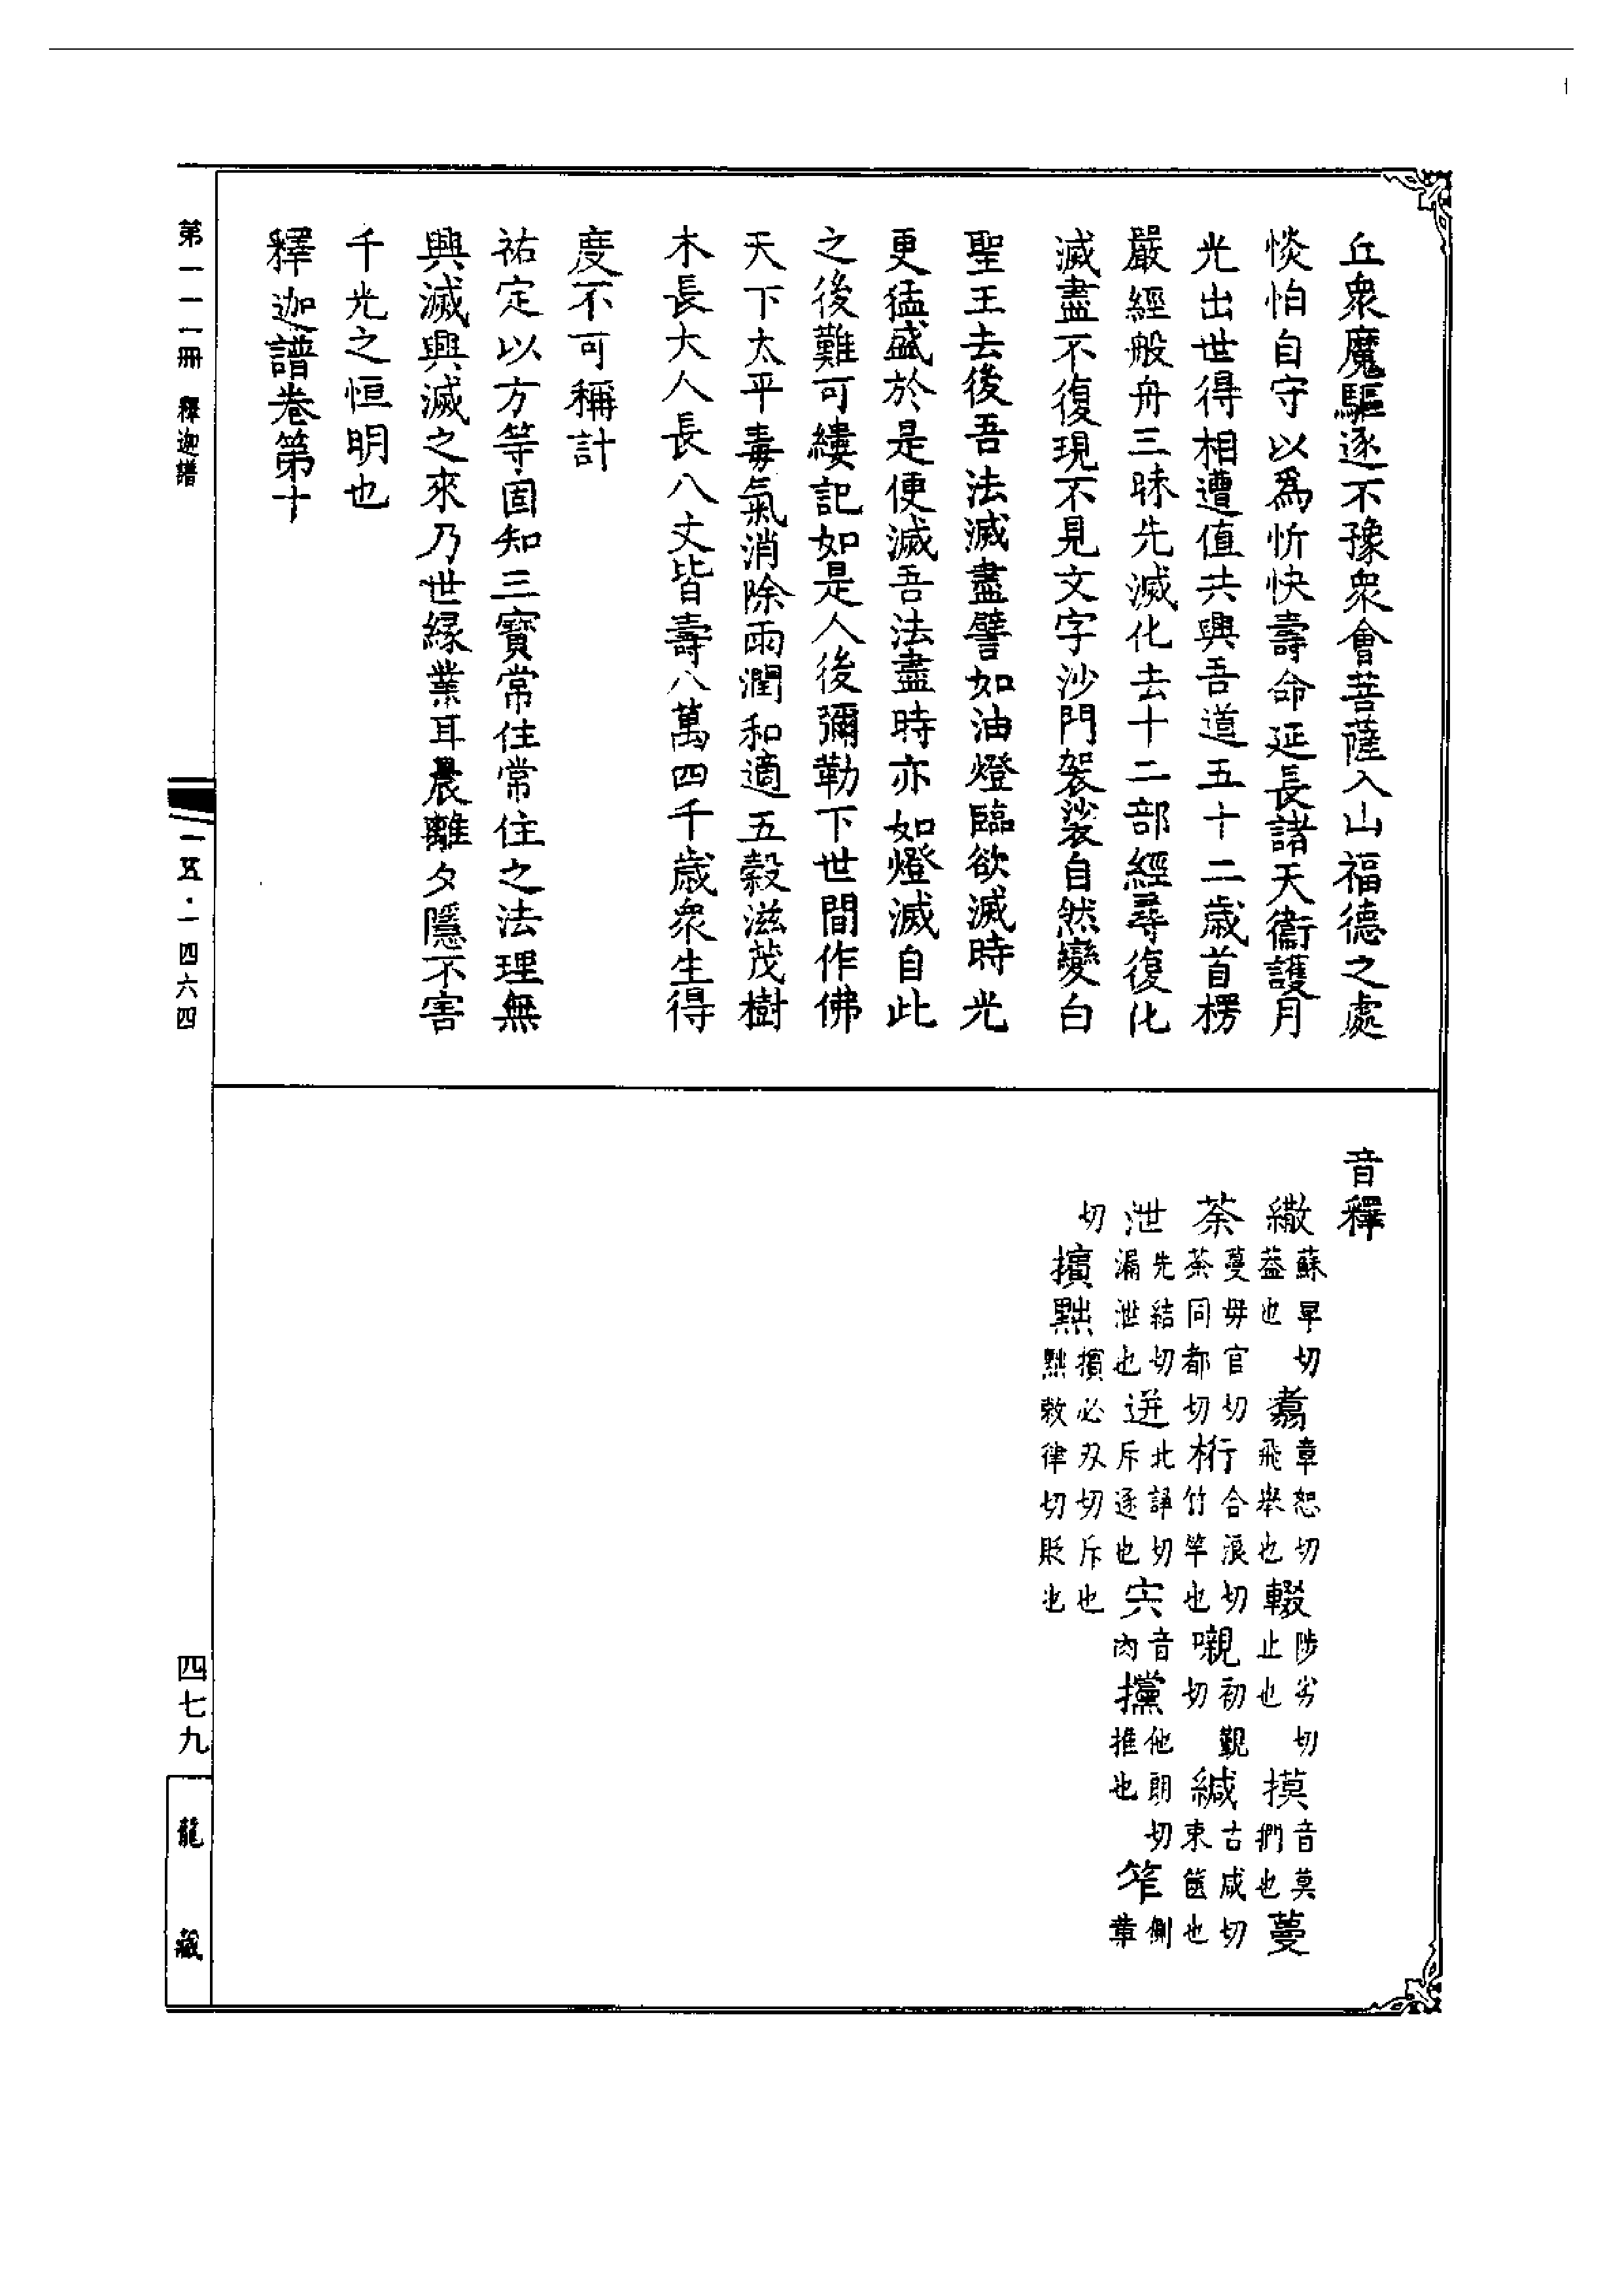 丘衆魔驅逐不豫衆會菩薩入山福德之處
惔怕自守以爲忻快壽命延長諸天衞護月
光出世得相遭值共興吾道五十二歳首楞
嚴經般舟三昧先滅化去十二部經尋復化
滅盡不復現不見文字沙門袈裟自然變白
聖王去後吾法滅盡譬如油燈臨欲滅時光
更猛盛於是便滅吾法盡時亦如燈滅自此
之後難可縷記如是人後彌勒下世間作佛
天下太平毒氣消除雨潤和適五榖滋茂樹
木長大人長八丈皆壽八萬四千歳衆生得
度不可稱計
祐定以方等固知三寳常住常住之法理無
興滅興滅之來乃世緣業耳晨離夕隱不害
千光之恒明也
釋迦譜卷第十
音釋
繖蘇旱切蓋也 翥章恕切飛舉也 輟陟劣切止也 摸音莫捫也 蔓
荼蔓毋官切荼同都切 桁合浪切竹竿也 嚫初覲切 緘古咸切束篋也
泄先結切漏泄也 迸北諍切斥逐也 宍音肉 攩他朗切推也 笮側革
切 擯黜擯必刄切斥也黜敕律切貶也
第一一一冊 釋迦譜
一五·一四六四
四七九
龍藏